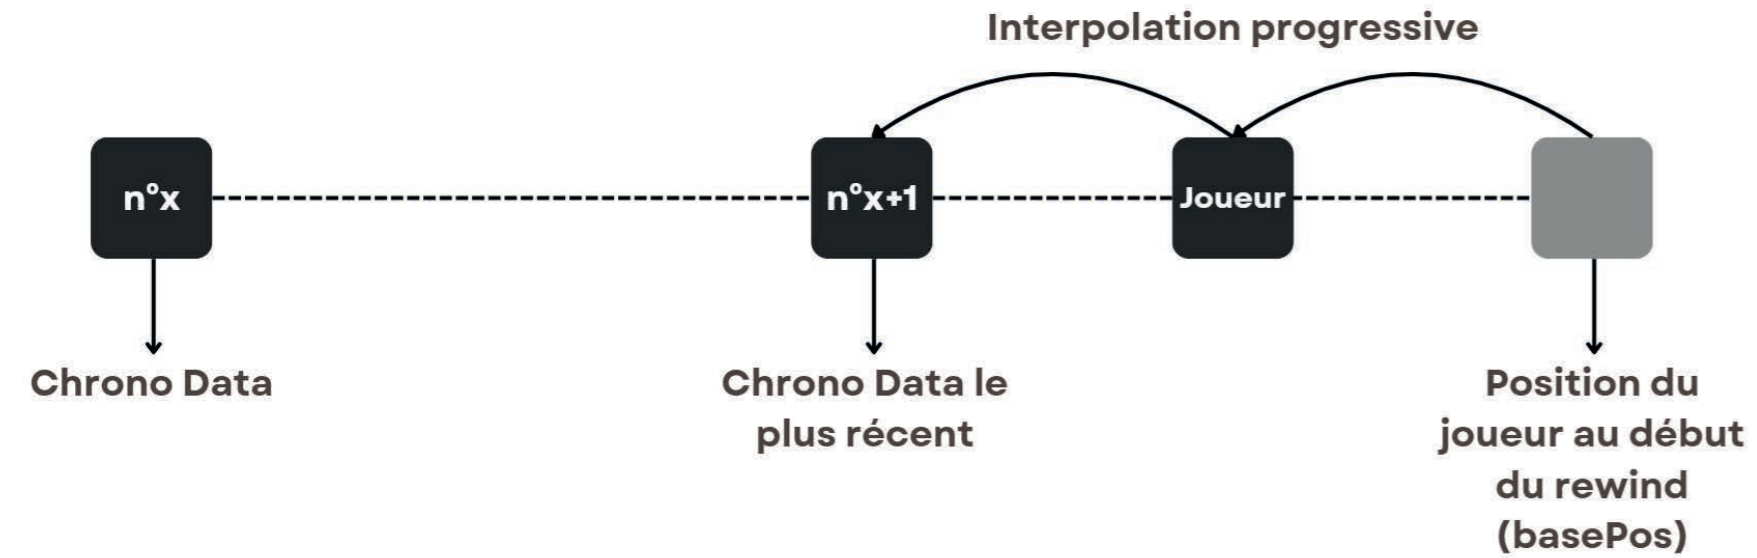 Interpolation progressive
n°x
n°x+1
Joueur
Chrono Data
Chrono Data le
plus récent
Position du
joueur au début
du rewind
(basePos)